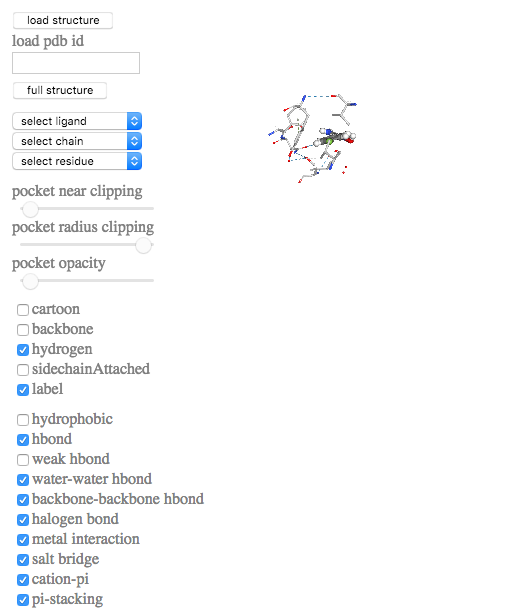 load structure
load pdb id
full structure
select ligand
select chain
select residue
pocket near clipping
pocket radius clipping
pocket opacity
cartoon
backbone
hydrogen
sidechainAttached
label
hydrophobic
hbond
weak hbond
water-water hbond
backbone-backbone hbond
halogen bond
metal interaction
salt bridge
cation-pi
pi-stacking